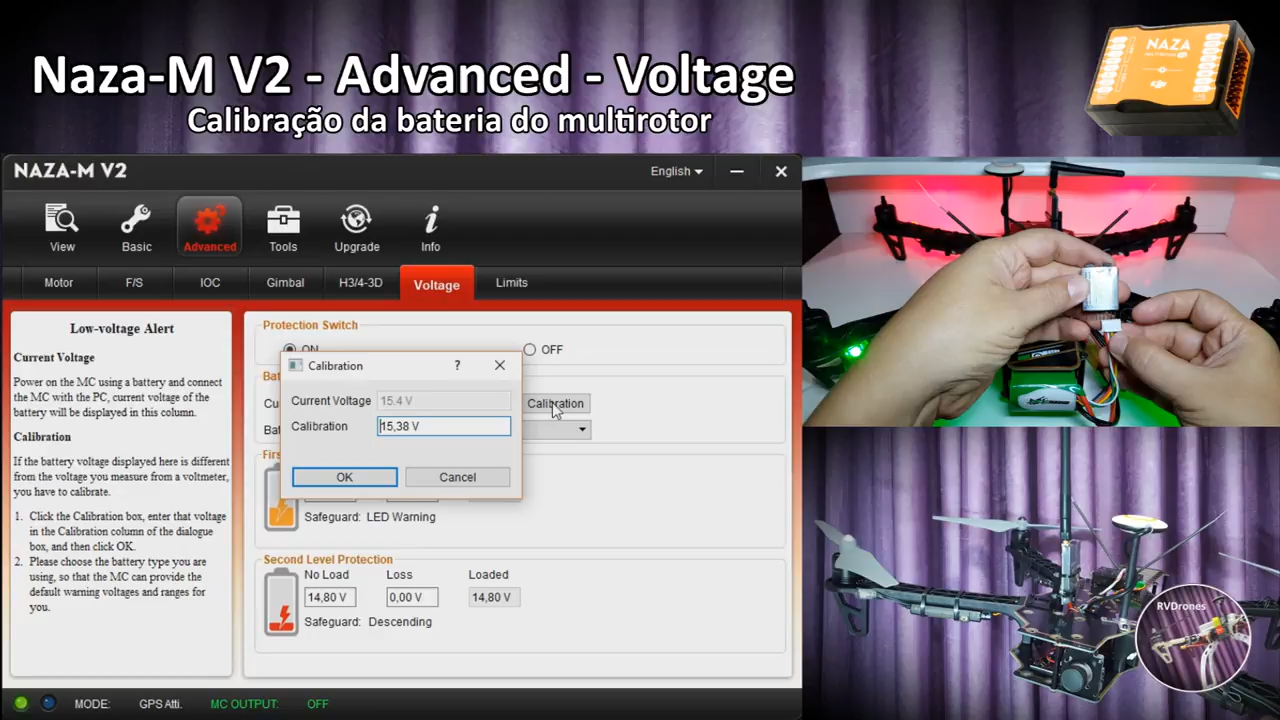 Naza-M V2 - Advanced - Voltage
Calibração da bateria do multirotor
NAZA
NAZA-M V2
English
View
Basic
Advanced
Tools
Upgrade
Info
Motor
F/S
IOC
Gimbal
H3/4-3D
Voltage
Limits
Low-voltage Alert
Current Voltage
Power on the MC using a battery and connect
the MC with the PC, current voltage of the
battery will be displayed in this column.
Calibration
If the battery voltage displayed here is different
from the voltage you measure from a voltmeter,
you have to calibrate.
1. Click the Calibration box, enter that voltage
in the Calibration column of the dialogue
box, and then click OK.
2. Please choose the battery type you are
using, so that the MC can provide the
default warning voltages and ranges for
you.
Protection Switch
ON
OFF
Bat
Cu
Calibration
Bat
Calibration
?
Current Voltage 15.4 V
Calibration 15,38 V
OK
Cancel
Firs
Safeguard: LED Warning
Second Level Protection
No Load Loss Loaded
14,80 V 0,00 V 14,80 V
Safeguard: Descending
MODE: GPS Atti. MC OUTPUT: OFF
RVDrones